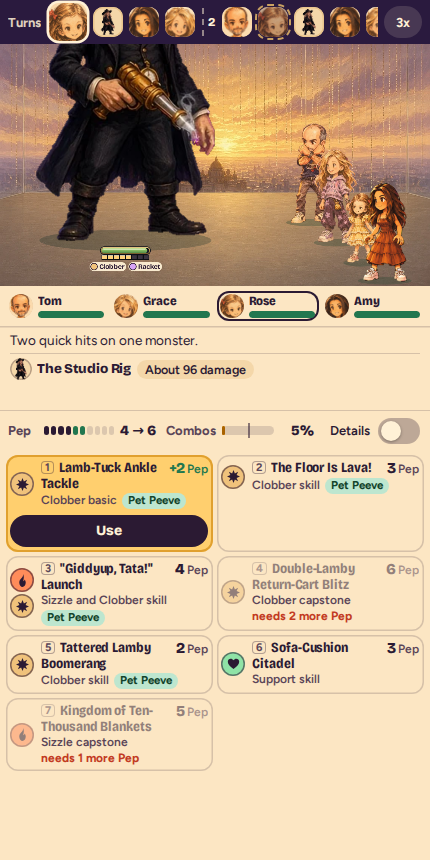 Turns
2
3x
Clobber Racket
Tom
Grace
Rose
Amy
Two quick hits on one monster.
The Studio Rig About 96 damage
Pep 4 → 6 Combos 5% Details
1 Lamb-Tuck Ankle Tackle +2 Pep
Clobber basic Pet Peeve
Use
2 The Floor Is Lava! 3 Pep
Clobber skill Pet Peeve
3 "Giddyup, Tata!" Launch 4 Pep
Sizzle and Clobber skill
Pet Peeve
4 Double-Lamby Return-Cart Blitz 6 Pep
Clobber capstone
needs 2 more Pep
5 Tattered Lamby Boomerang 2 Pep
Clobber skill Pet Peeve
6 Sofa-Cushion Citadel 3 Pep
Support skill
7 Kingdom of Ten-Thousand Blankets 5 Pep
Sizzle capstone
needs 1 more Pep